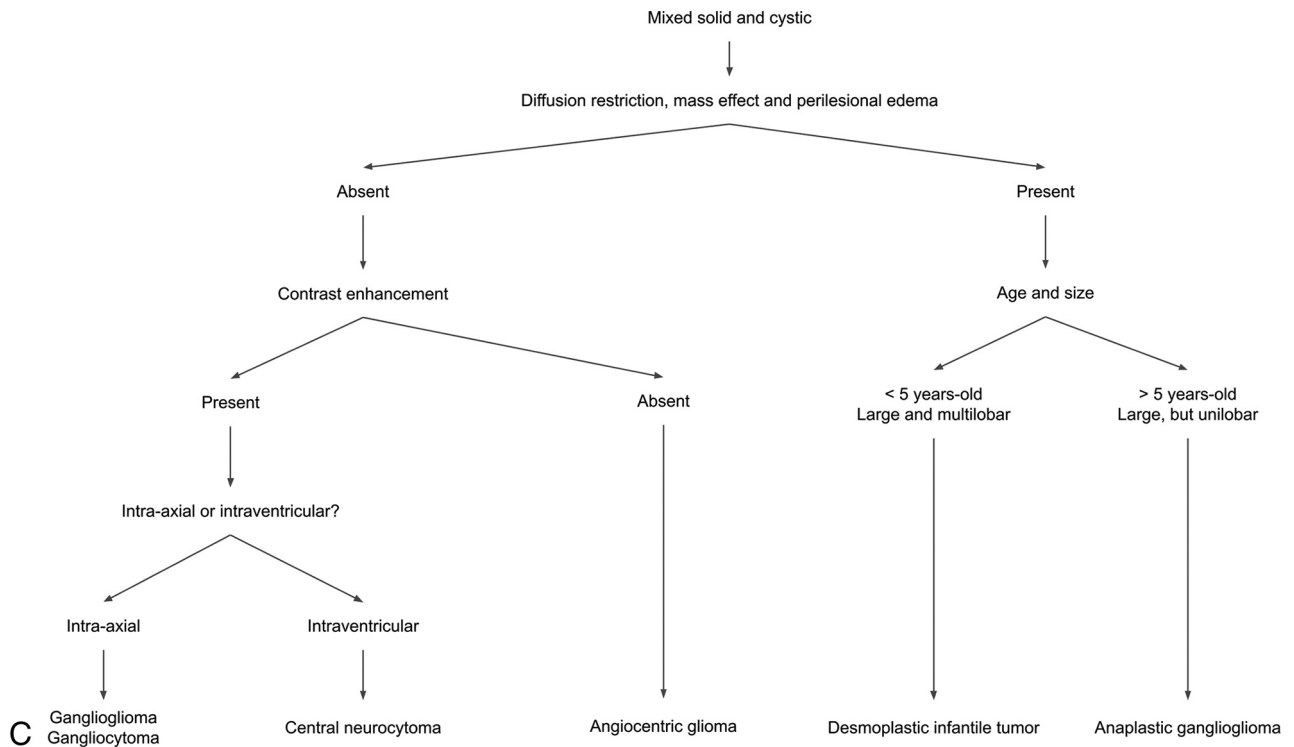 Mixed solid and cystic
Diffusion restriction, mass effect and perilesional edema
Absent
Present
Contrast enhancement
Age and size
Present
Absent
< 5 years-old
Large and multilobar
> 5 years-old
Large, but unilobar
Intra-axial or intraventricular?
Intra-axial
Intraventricular
C
Ganglioglioma
Gangliocytoma
Central neurocytoma
Angiocentric glioma
Desmoplastic infantile tumor
Anaplastic ganglioglioma